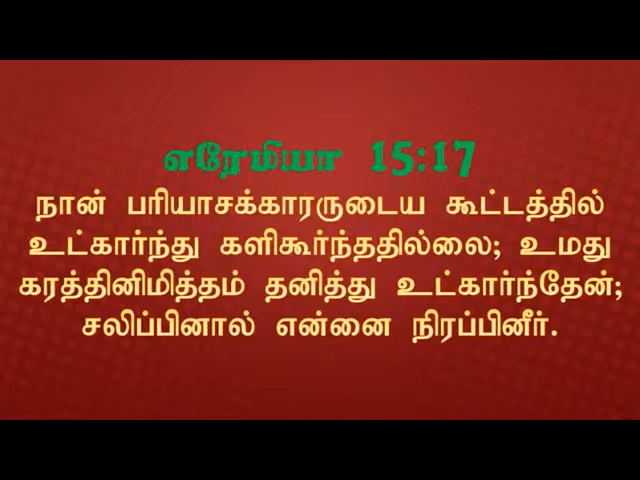 எரேமியா 15:17
நான் பரியாசக்காரருடைய கூட்டத்தில்
உட்கார்ந்து களிகூர்ந்ததில்லை; உமது
கரத்தினிமித்தம் தனித்து உட்கார்ந்தேன்;
சலிப்பினால் என்னை நிரப்பினீர்.